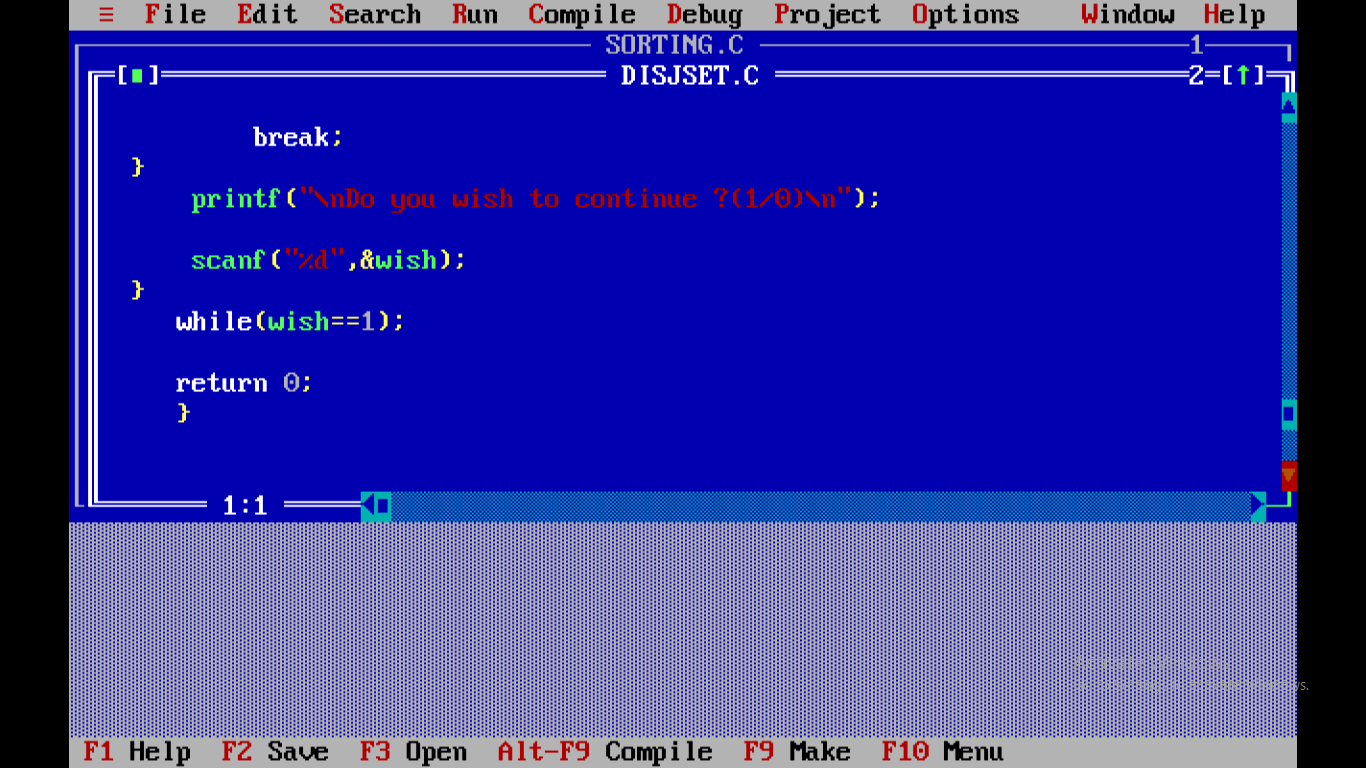 ≡ File Edit Search Run Compile Debug Project Options Window Help
SORTING.C 1
[■] DISJSET.C 2=[↑]
break;
}
printf("\nDo you wish to continue ?(1/0)\n");
scanf("%d",&wish);
}
while(wish==1);
return 0;
}
1:1
F1 Help F2 Save F3 Open Alt-F9 Compile F9 Make F10 Menu